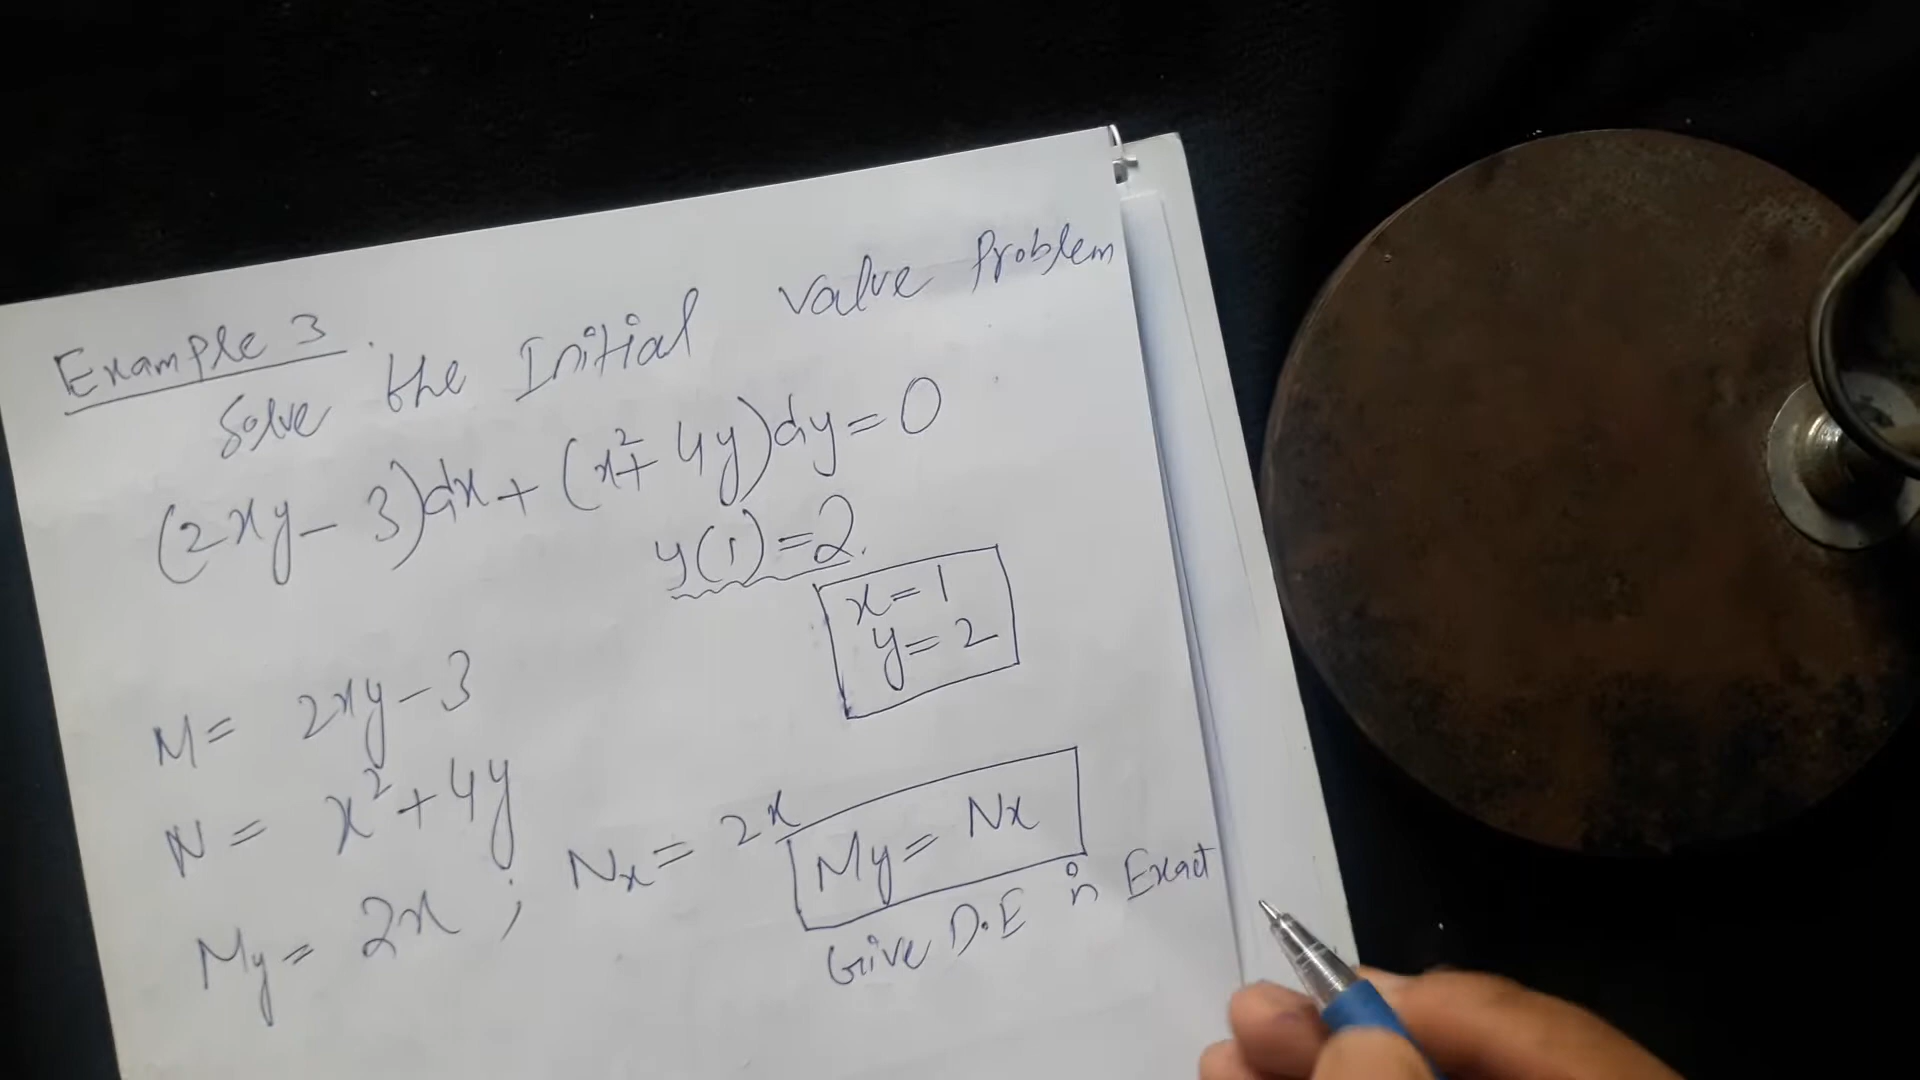 Example 3.
Solve the Initial Value Problem
(2xy - 3)dx + (x² + 4y)dy = 0
y(1) = 2.
x = 1
y = 2
M = 2xy - 3
N = x² + 4y
My = 2x ; Nx = 2x
My = Nx
Give D.E is Exact